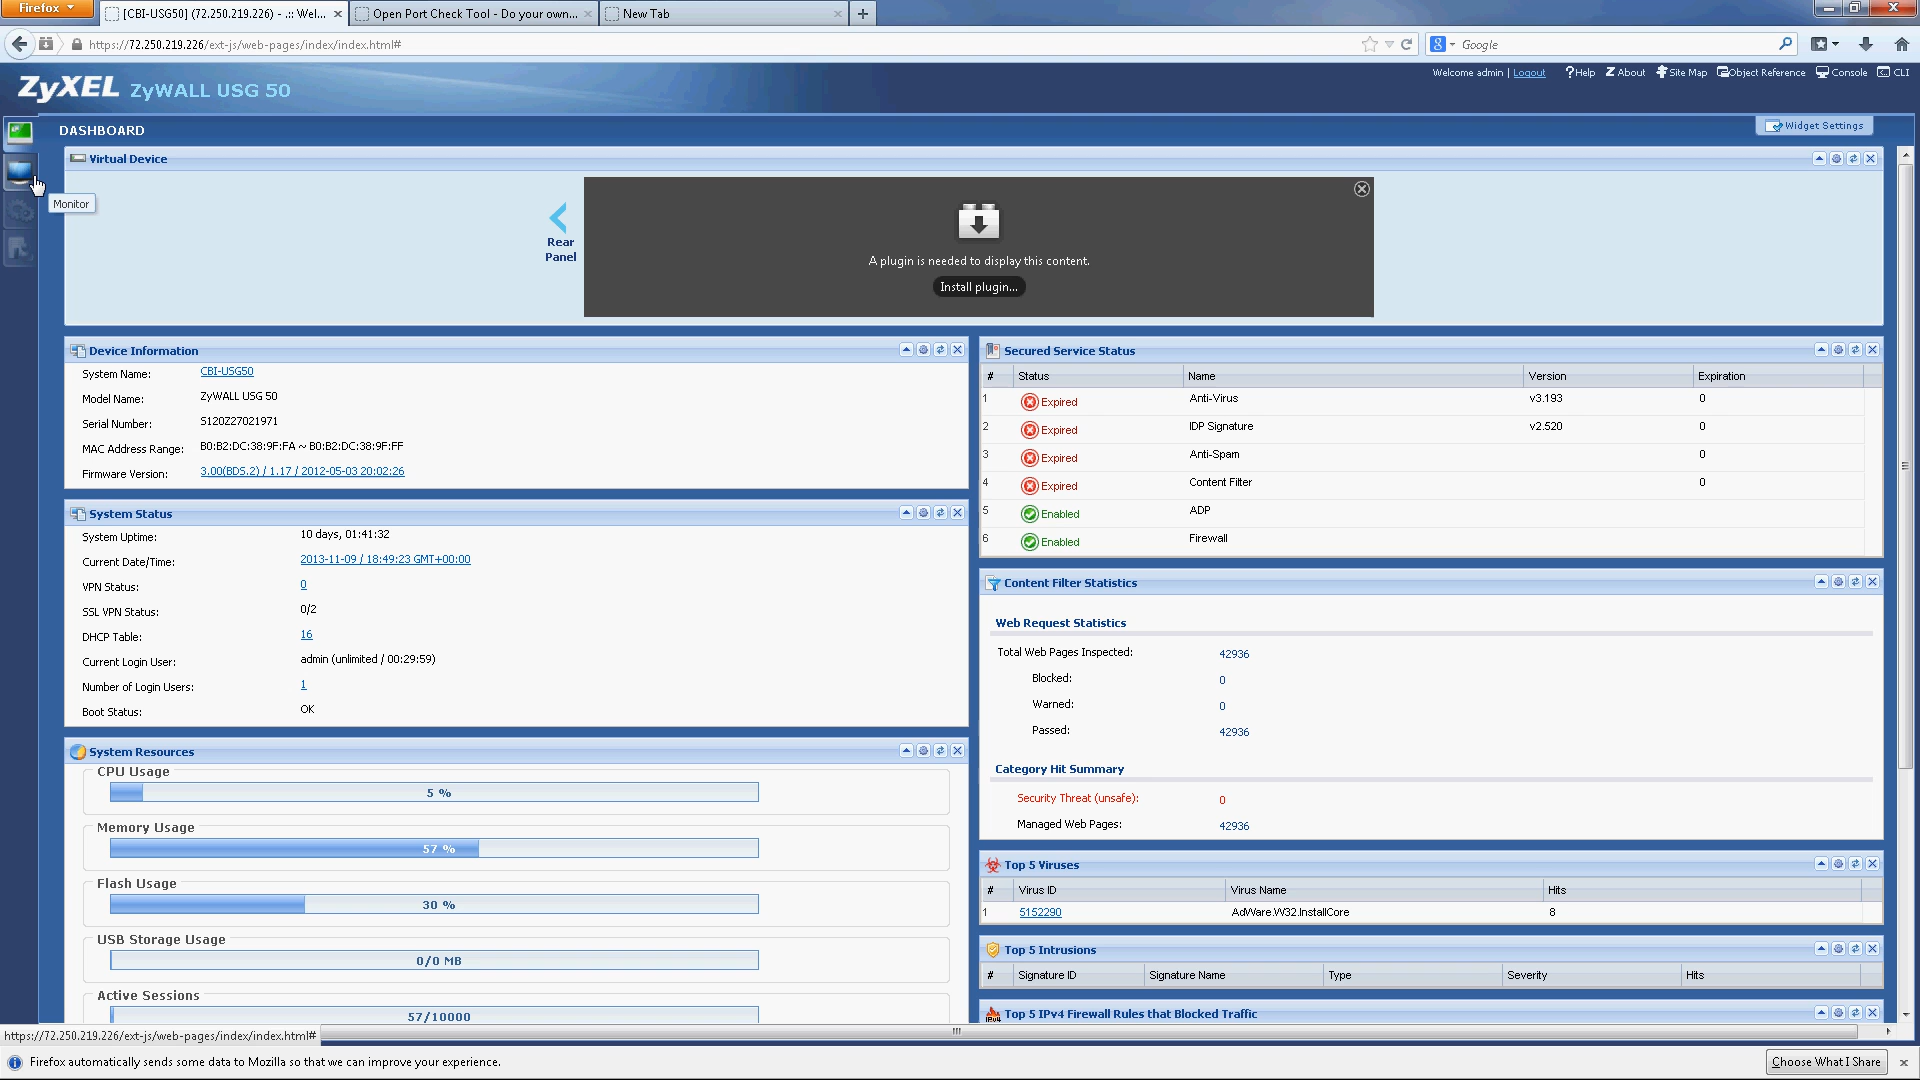 Firefox
[CBI-USG50] (72.250.219.226) - .:: Wel...
Open Port Check Tool - Do your own...
New Tab
https://72.250.219.226/ext-js/web-pages/index/index.html#
Google
ZyXEL ZyWALL USG 50
Welcome admin | Logout ?Help Z About Site Map Object Reference Console CLI
DASHBOARD
Widget Settings
Virtual Device
Monitor
Rear
Panel
A plugin is needed to display this content.
Install plugin...
Device Information
System Name: CBI-USG50
Model Name: ZyWALL USG 50
Serial Number: S120Z27021971
MAC Address Range: B0:B2:DC:38:9F:FA ~ B0:B2:DC:38:9F:FF
Firmware Version: 3.00(BDS.2) / 1.17 / 2012-05-03 20:02:26
System Status
System Uptime: 10 days, 01:41:32
Current Date/Time: 2013-11-09 / 18:49:23 GMT+00:00
VPN Status: 0
SSL VPN Status: 0/2
DHCP Table: 16
Current Login User: admin (unlimited / 00:29:59)
Number of Login Users: 1
Boot Status: OK
System Resources
CPU Usage
5 %
Memory Usage
57 %
Flash Usage
30 %
USB Storage Usage
0/0 MB
Active Sessions
57/10000
Secured Service Status
# Status Name Version Expiration
1 Expired Anti-Virus v3.193 0
2 Expired IDP Signature v2.520 0
3 Expired Anti-Spam 0
4 Expired Content Filter 0
5 Enabled ADP
6 Enabled Firewall
Content Filter Statistics
Web Request Statistics
Total Web Pages Inspected: 42936
Blocked: 0
Warned: 0
Passed: 42936
Category Hit Summary
Security Threat (unsafe): 0
Managed Web Pages: 42936
Top 5 Viruses
# Virus ID Virus Name Hits
1 5152290 AdWare.W32.InstallCore 8
Top 5 Intrusions
# Signature ID Signature Name Type Severity Hits
Top 5 IPv4 Firewall Rules that Blocked Traffic
https://72.250.219.226/ext-js/web-pages/index/index.html#
Firefox automatically sends some data to Mozilla so that we can improve your experience.
Choose What I Share